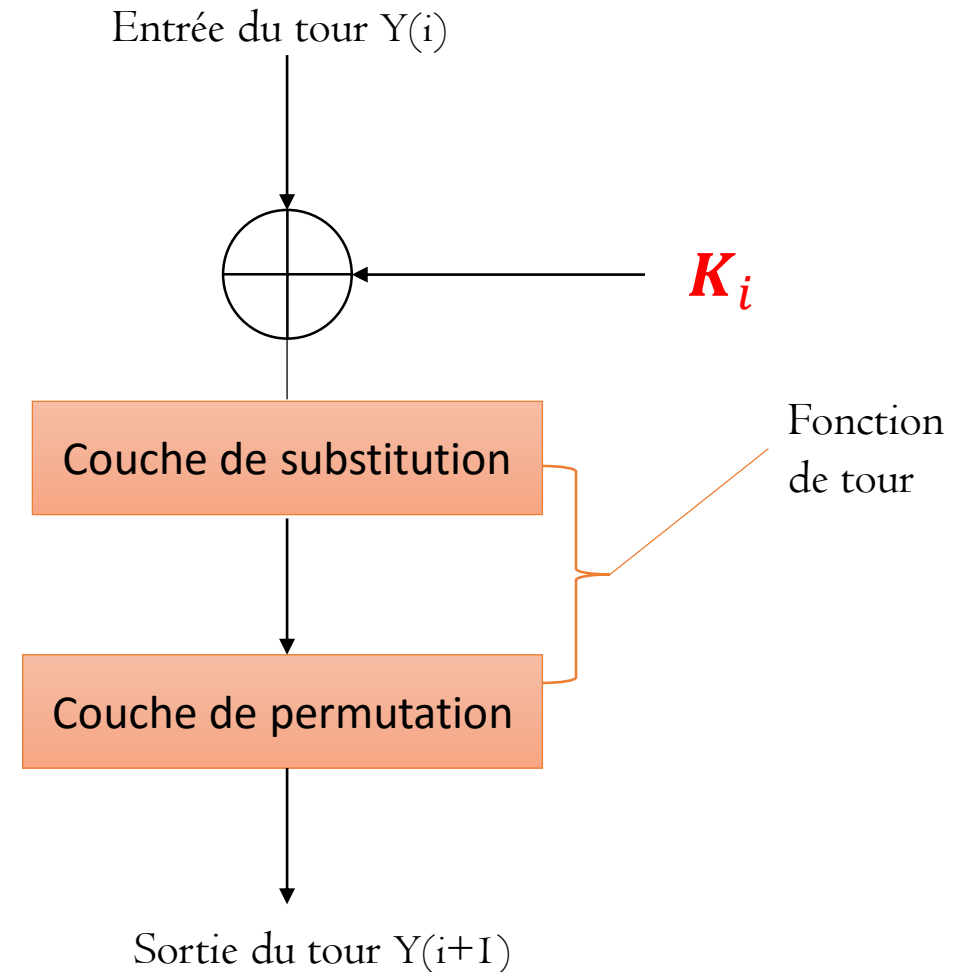 Entrée du tour Y(i)
K_i
Couche de substitution
Fonction
de tour
Couche de permutation
Sortie du tour Y(i+1)